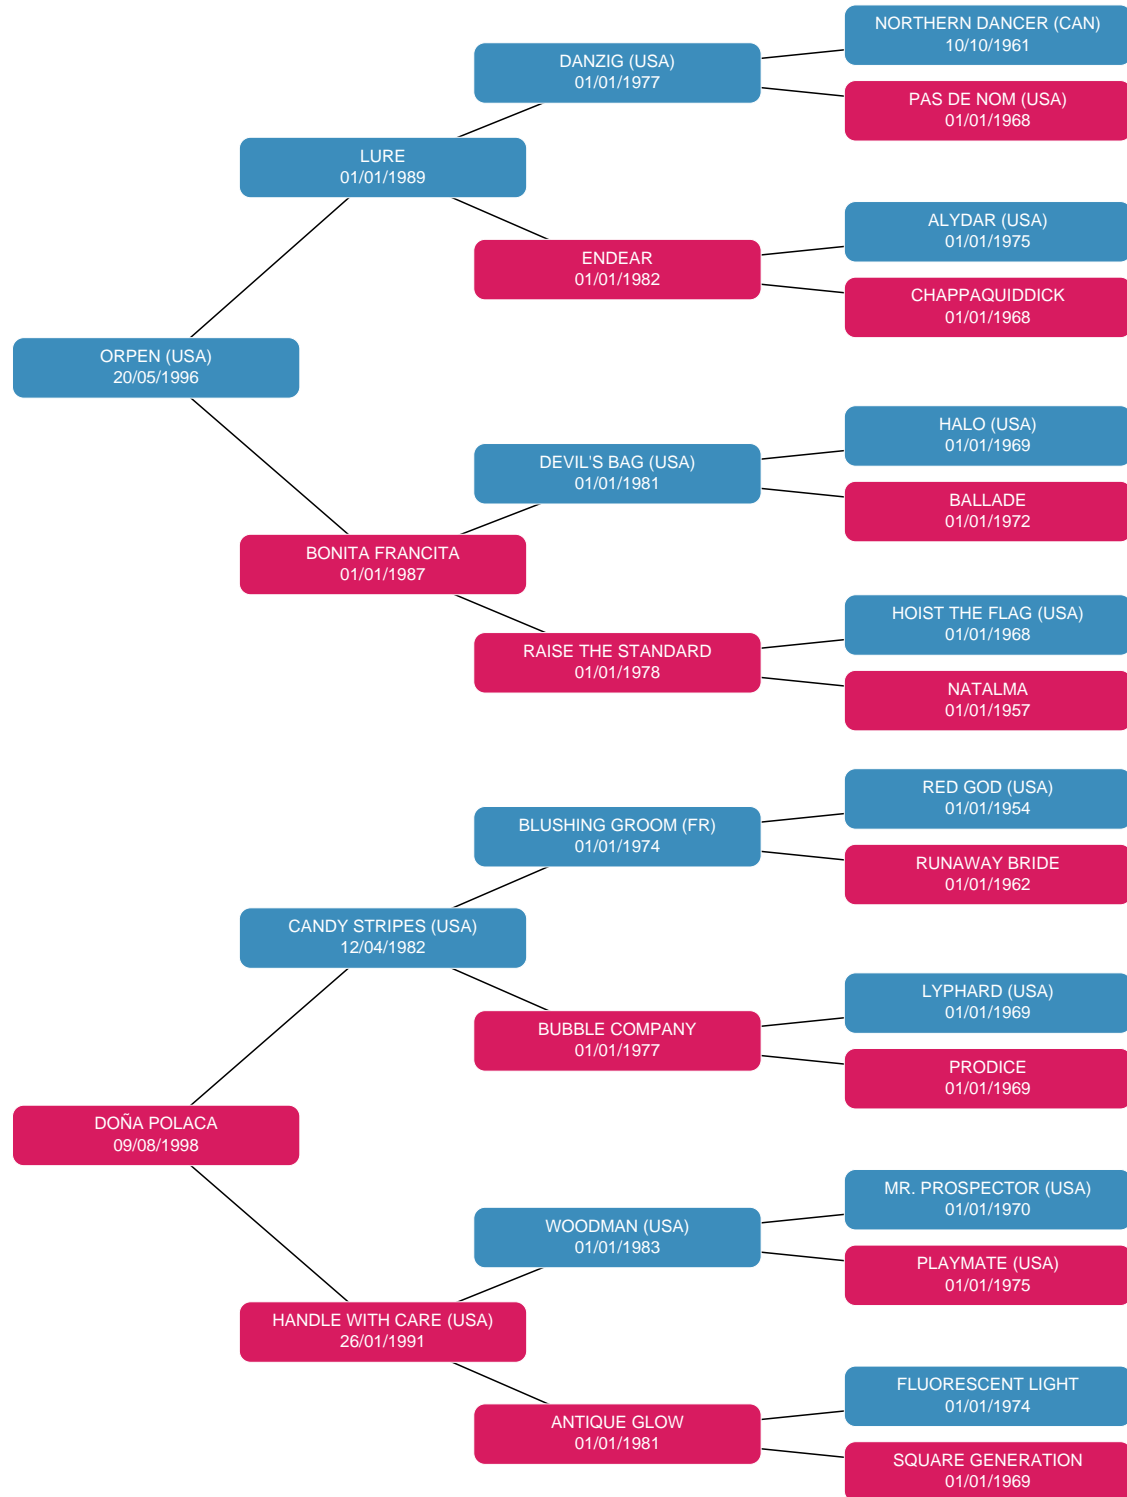 NORTHERN DANCER (CAN)
10/10/1961
DANZIG (USA)
01/01/1977
PAS DE NOM (USA)
01/01/1968
LURE
01/01/1989
ALYDAR (USA)
01/01/1975
ENDEAR
01/01/1982
CHAPPAQUIDDICK
01/01/1968
ORPEN (USA)
20/05/1996
HALO (USA)
01/01/1969
DEVIL'S BAG (USA)
01/01/1981
BALLADE
01/01/1972
BONITA FRANCITA
01/01/1987
HOIST THE FLAG (USA)
01/01/1968
RAISE THE STANDARD
01/01/1978
NATALMA
01/01/1957
RED GOD (USA)
01/01/1954
BLUSHING GROOM (FR)
01/01/1974
RUNAWAY BRIDE
01/01/1962
CANDY STRIPES (USA)
12/04/1982
LYPHARD (USA)
01/01/1969
BUBBLE COMPANY
01/01/1977
PRODICE
01/01/1969
DOÑA POLACA
09/08/1998
MR. PROSPECTOR (USA)
01/01/1970
WOODMAN (USA)
01/01/1983
PLAYMATE (USA)
01/01/1975
HANDLE WITH CARE (USA)
26/01/1991
FLUORESCENT LIGHT
01/01/1974
ANTIQUE GLOW
01/01/1981
SQUARE GENERATION
01/01/1969